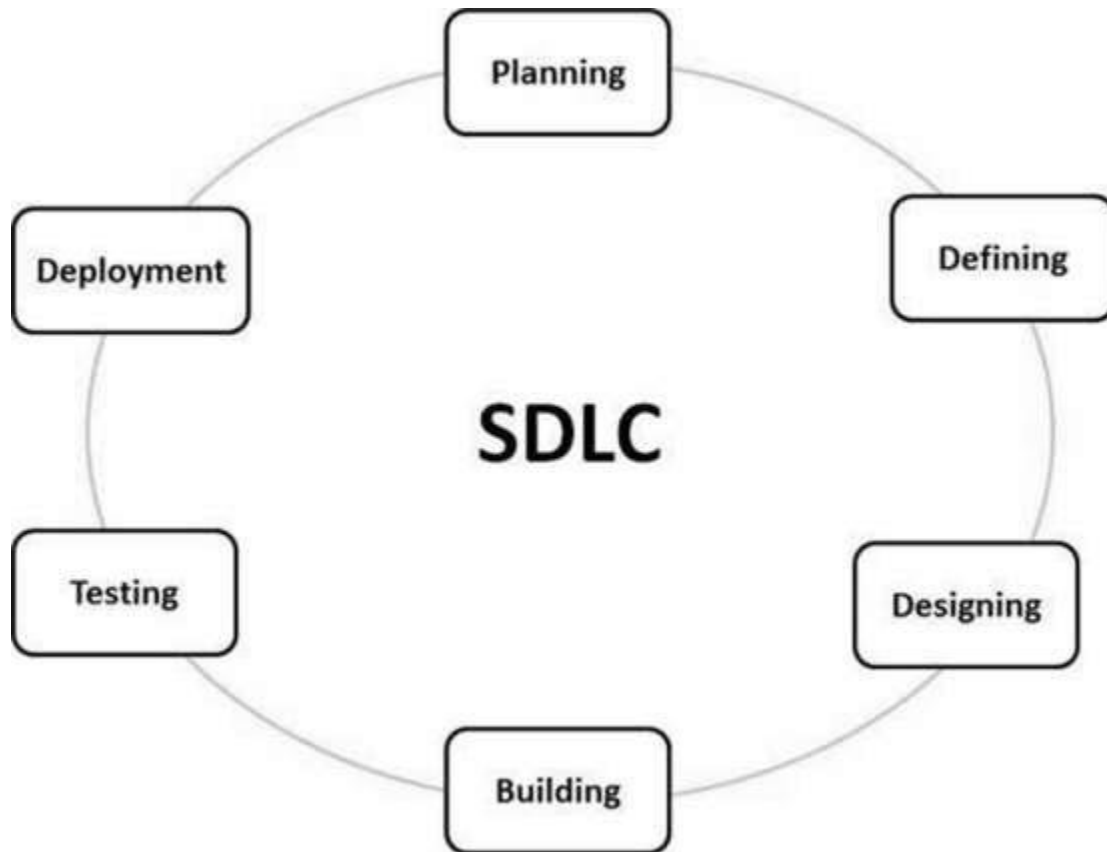 Planning
Defining
Designing
Building
Testing
Deployment
SDLC